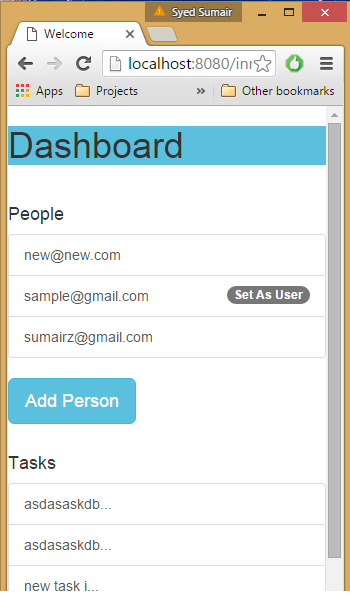 Syed Sumair
Welcome
localhost:8080/inr
Apps Projects » Other bookmarks
Dashboard
People
new@new.com
sample@gmail.com Set As User
sumairz@gmail.com
Add Person
Tasks
asdasaskdb...
asdasaskdb...
new task i...